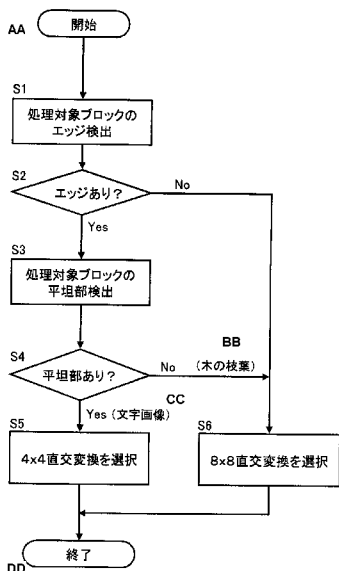 AA
開始
S1
処理対象ブロックの
エッジ検出
S2
エッジあり?
No
Yes
S3
処理対象ブロックの
平坦部検出
S4
平坦部あり?
No
BB
(木の枝葉)
CC
Yes (文字画像)
S5
4x4直交変換を選択
S6
8x8直交変換を選択
終了
DD